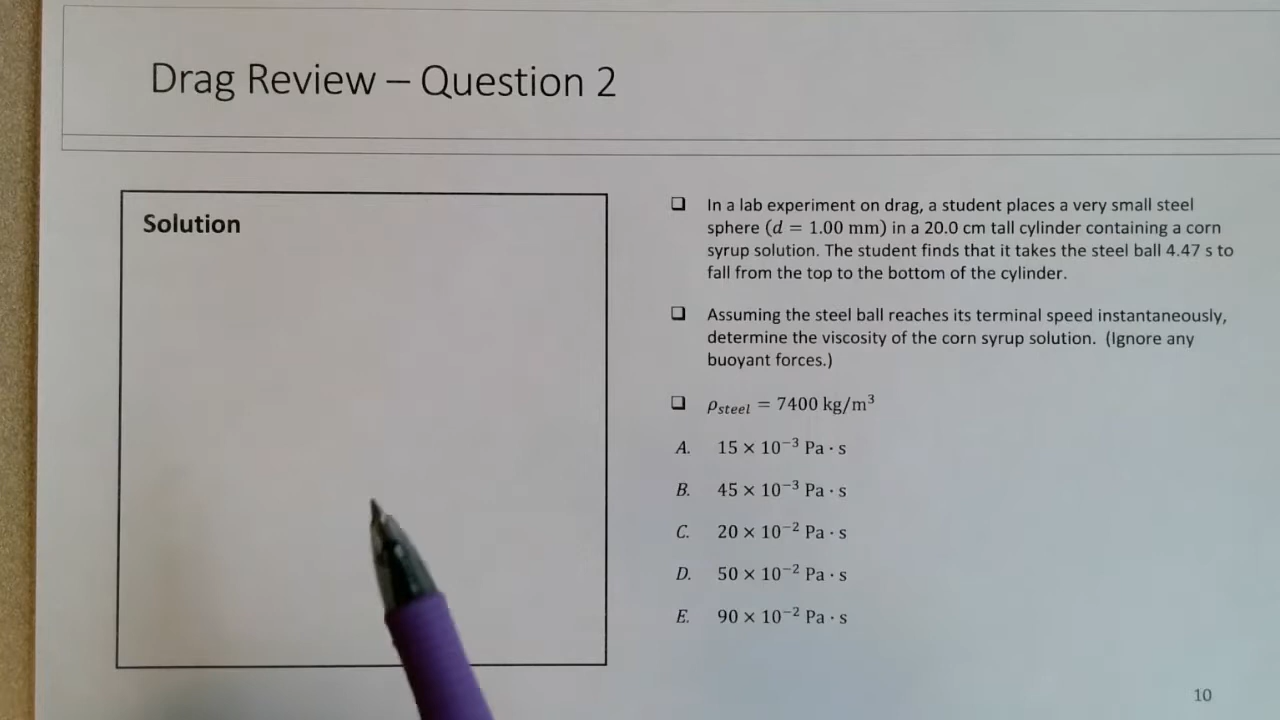 Drag Review – Question 2
Solution
❑ In a lab experiment on drag, a student places a very small steel
sphere (d = 1.00 mm) in a 20.0 cm tall cylinder containing a corn
syrup solution. The student finds that it takes the steel ball 4.47 s to
fall from the top to the bottom of the cylinder.
❑ Assuming the steel ball reaches its terminal speed instantaneously,
determine the viscosity of the corn syrup solution. (Ignore any
buoyant forces.)
❑ ρ_steel = 7400 kg/m³
A. 15 × 10⁻³ Pa · s
B. 45 × 10⁻³ Pa · s
C. 20 × 10⁻² Pa · s
D. 50 × 10⁻² Pa · s
E. 90 × 10⁻² Pa · s
10